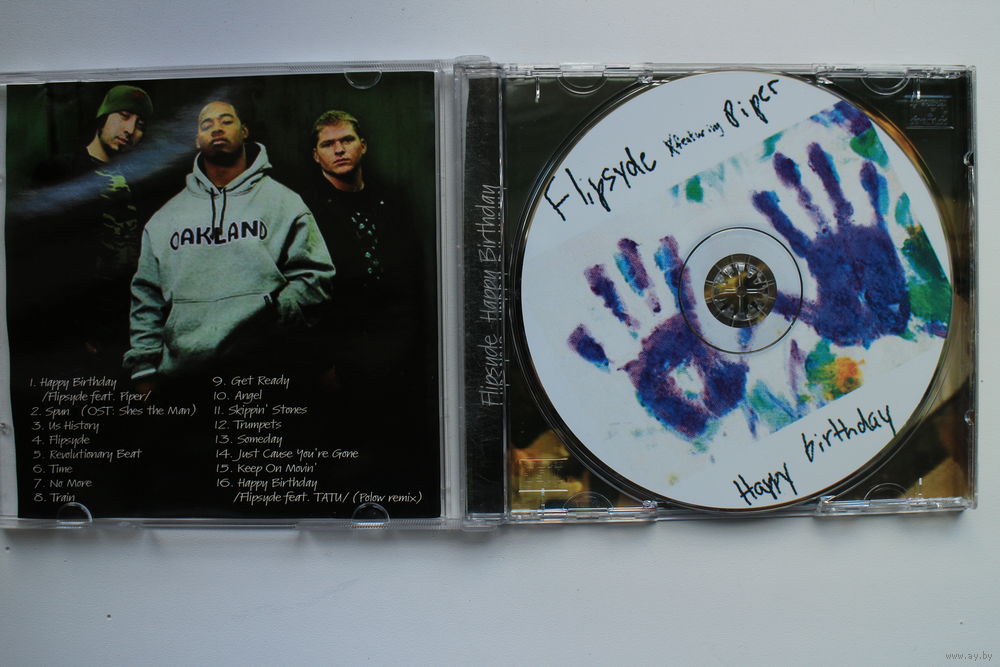 OAKLAND
1. Happy Birthday
/Flipsyde feat. Piper/
2. Spun (OST: Shes the Man)
3. Us History
4. Flipsyde
5. Revolutionary Beat
6. Time
7. No More
8. Train
9. Get Ready
10. Angel
11. Skippin' Stones
12. Trumpets
13. Someday
14. Just Cause You're Gone
15. Keep On Movin'
16. Happy Birthday
/Flipsyde feat. TATU/ (Polow remix)
Flipsyde Happy Birthday
Flipsyde featuring Piper
Happy birthday
www.ay.by